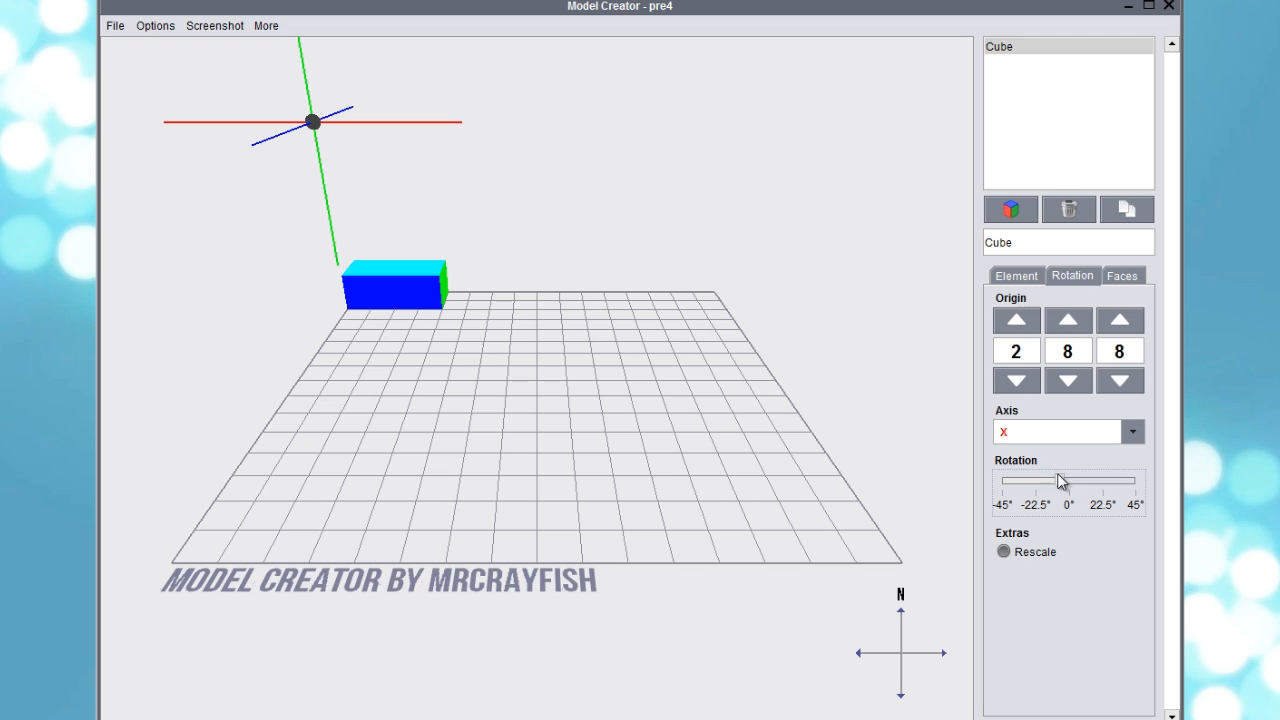 Model Creator - pre4
File Options Screenshot More
Cube
Cube
Element Rotation Faces
Origin
2 8 8
Axis
X
Rotation
-45° -22.5° 0° 22.5° 45°
Extras
Rescale
MODEL CREATOR BY MRCRAYFISH
N